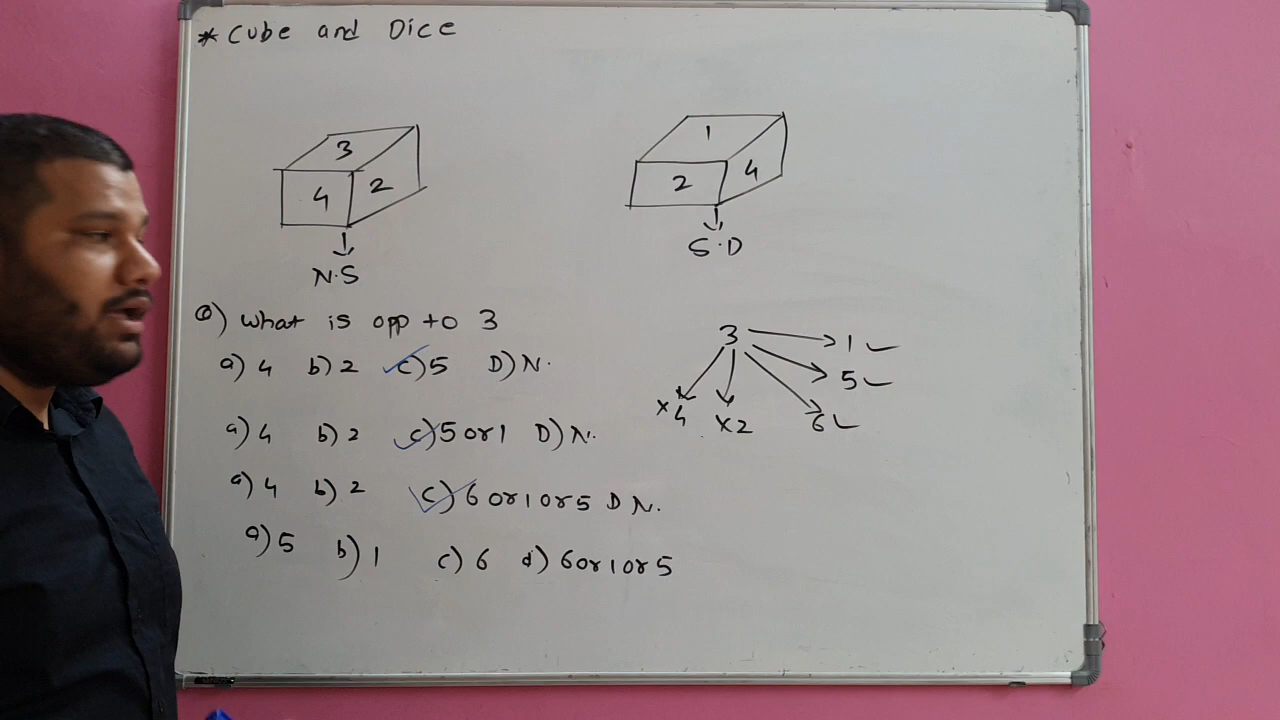 * Cube and Dice
3
4 2
N.S
1
2 4
S.D
Q) What is opp to 3
a) 4 b) 2 c) 5 D) N.
a) 4 b) 2 c) 5 or 1 D) N.
a) 4 b) 2 c) 6 or 1 or 5 D N.
a) 5 b) 1 c) 6 d) 6 or 1 or 5
3 → 1 ✓
5 ✓
x 4 x 2 6 ✓